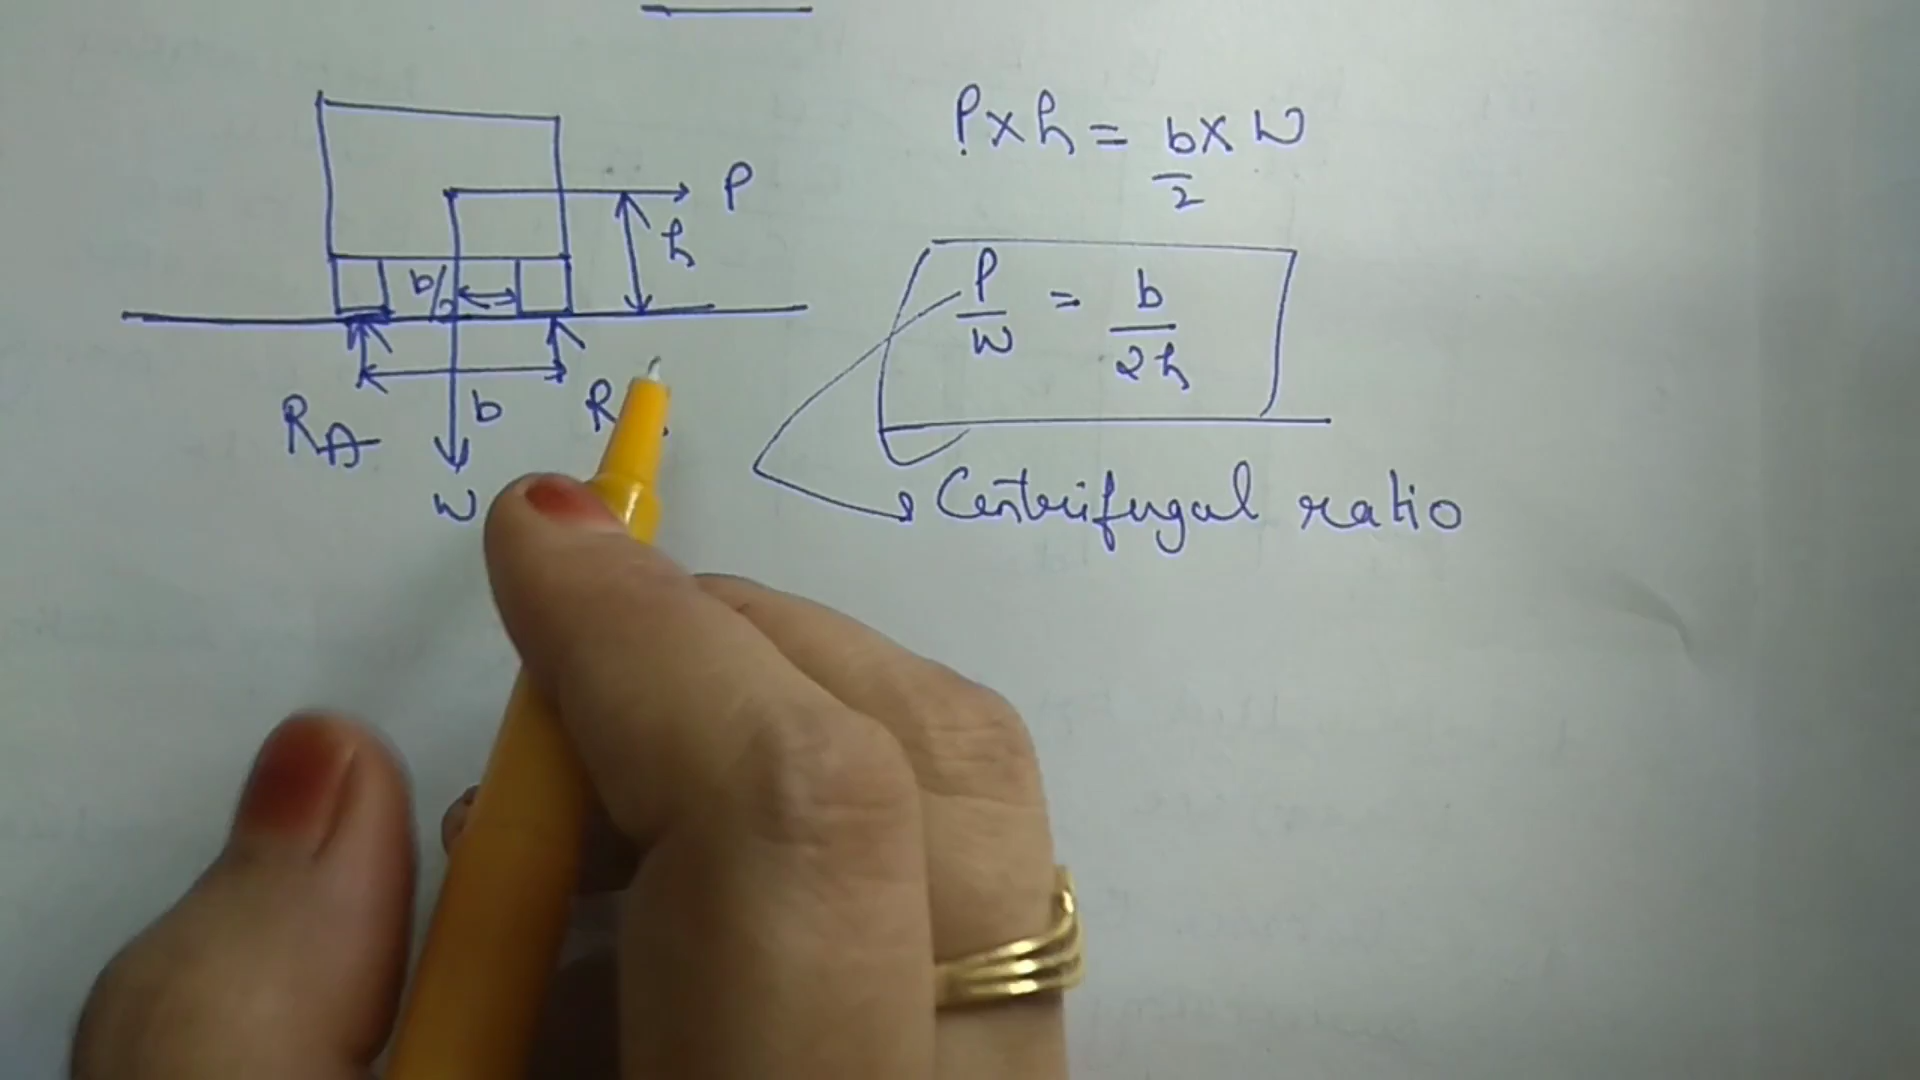 P
h
b/2
b
RA
R
W
P × h = b/2 × W
P/W = b/2h
Centrifugal ratio